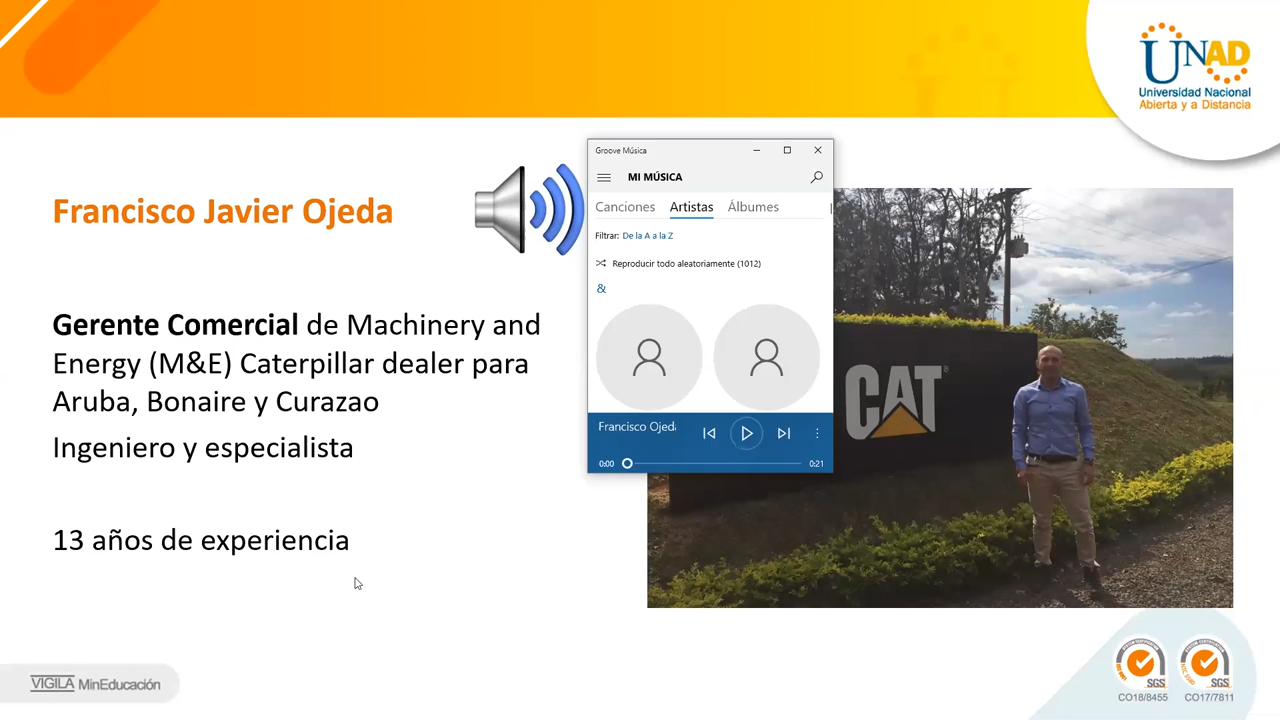 UNAD
Universidad Nacional
Abierta y a Distancia
Francisco Javier Ojeda
Gerente Comercial de Machinery and
Energy (M&E) Caterpillar dealer para
Aruba, Bonaire y Curazao
Ingeniero y especialista
13 años de experiencia
Groove Música
MI MÚSICA
Canciones Artistas Álbumes
Filtrar: De la A a la Z
Reproducir todo aleatoriamente (1012)
&
Francisco Ojeda
0:00 0:21
CAT
VIGILA MinEducación
SGS SGS
CO18/8455 CO17/7811